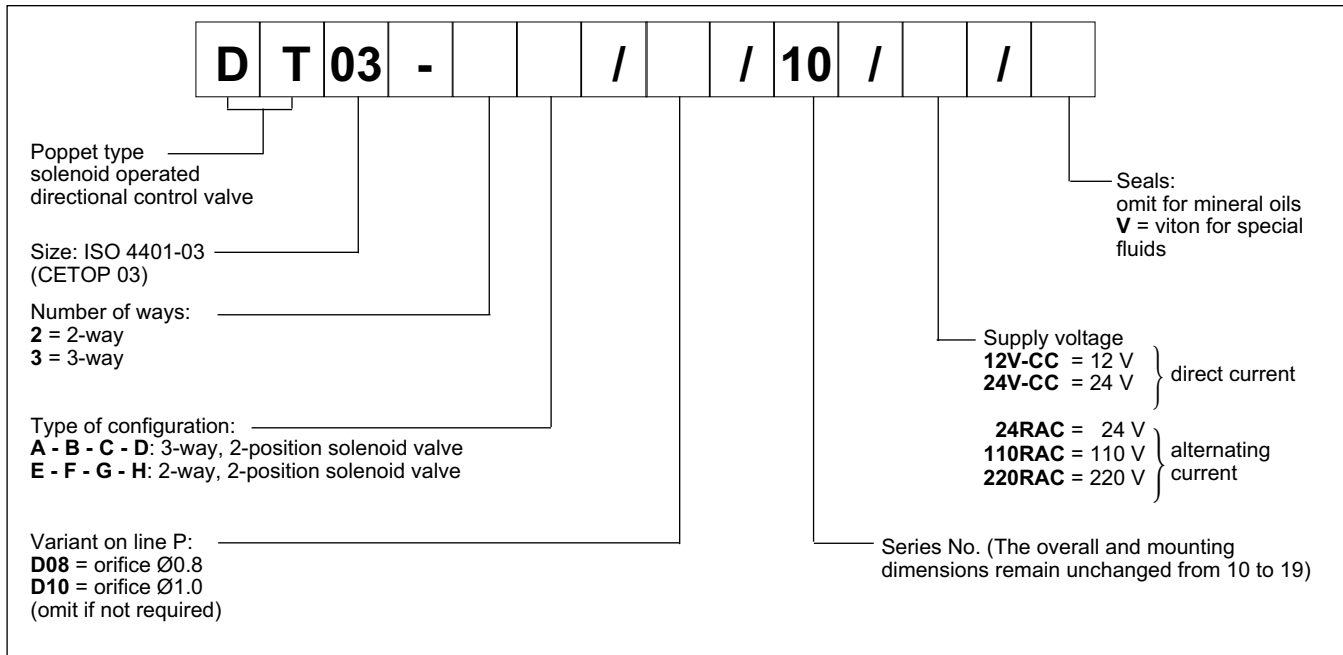 D T 03 - / / 10 / /
Poppet type
solenoid operated
directional control valve
Seals:
omit for mineral oils
V = viton for special
fluids
Size: ISO 4401-03
(CETOP 03)
Number of ways:
2 = 2-way
3 = 3-way
Supply voltage
12V-CC = 12 V
24V-CC = 24 V
direct current
Type of configuration:
A - B - C - D: 3-way, 2-position solenoid valve
E - F - G - H: 2-way, 2-position solenoid valve
24RAC = 24 V
110RAC = 110 V
220RAC = 220 V
alternating
current
Variant on line P:
D08 = orifice Ø0.8
D10 = orifice Ø1.0
(omit if not required)
Series No. (The overall and mounting
dimensions remain unchanged from 10 to 19)